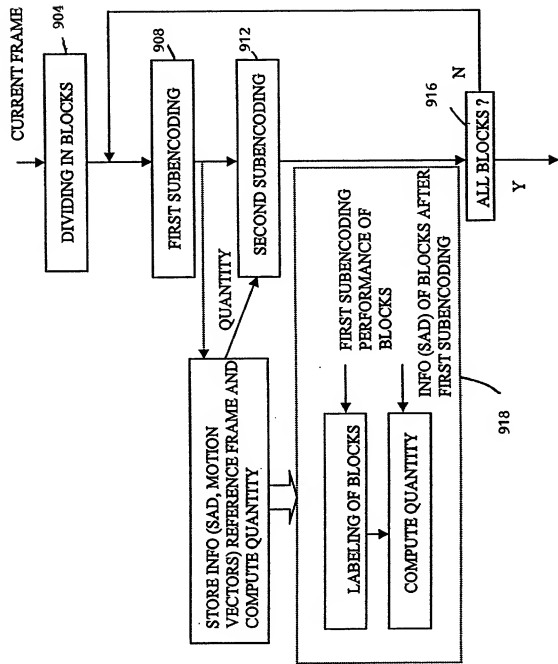 CURRENT FRAME
904
DIVIDING IN BLOCKS
908
FIRST SUBENCODING
912
SECOND SUBENCODING
QUANTITY
STORE INFO (SAD, MOTION
VECTORS) REFERENCE FRAME AND
COMPUTE QUANTITY
FIRST SUBENCODING
PERFORMANCE OF
BLOCKS
LABELING OF BLOCKS
INFO (SAD) OF BLOCKS AFTER
FIRST SUBENCODING
COMPUTE QUANTITY
918
916
N
ALL BLOCKS ?
Y